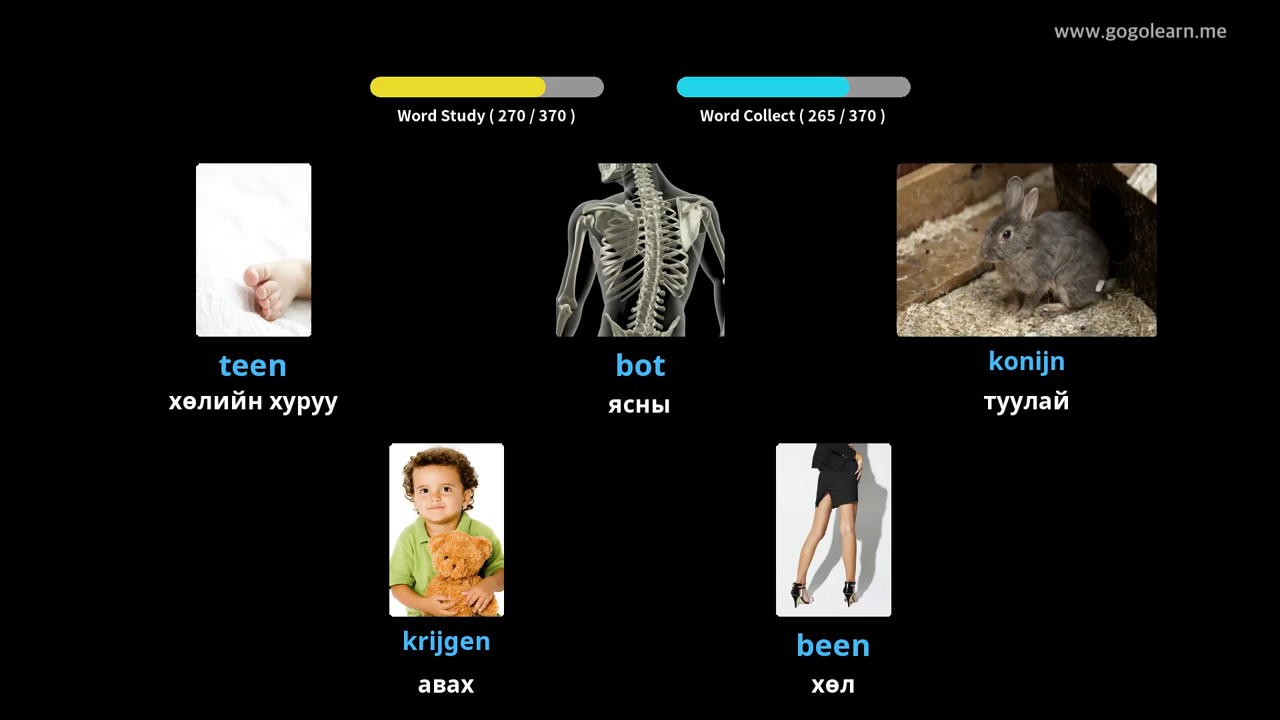 www.gogolearn.me
Word Study ( 270 / 370 )
Word Collect ( 265 / 370 )
teen
хөлийн хуруу
bot
ясны
konijn
туулай
krijgen
авах
been
хөл